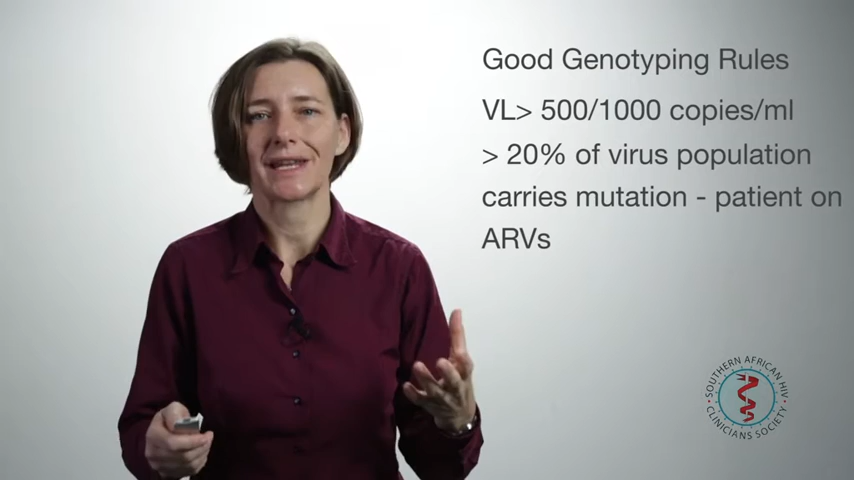 Good Genotyping Rules
VL> 500/1000 copies/ml
> 20% of virus population
carries mutation - patient on
ARVs
SOUTHERN AFRICAN HIV
CLINICIANS SOCIETY